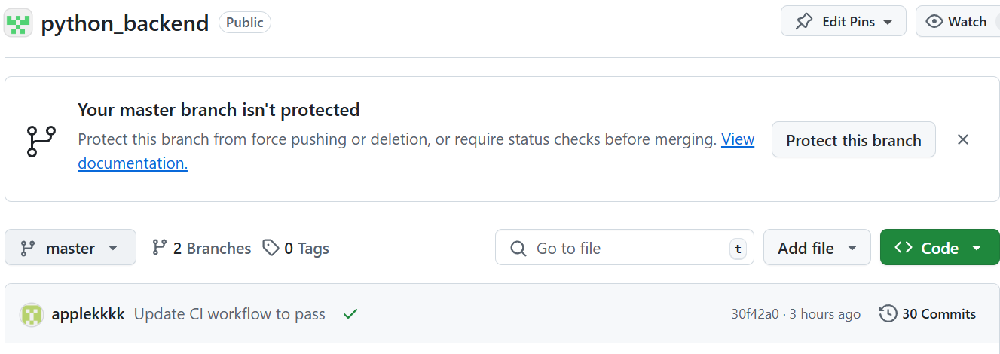 python_backend Public Edit Pins Watch
Your master branch isn't protected
Protect this branch from force pushing or deletion, or require status checks before merging. View
documentation.
Protect this branch
master 2 Branches 0 Tags Go to file t Add file Code
applekkkk Update CI workflow to pass 30f42a0 · 3 hours ago 30 Commits